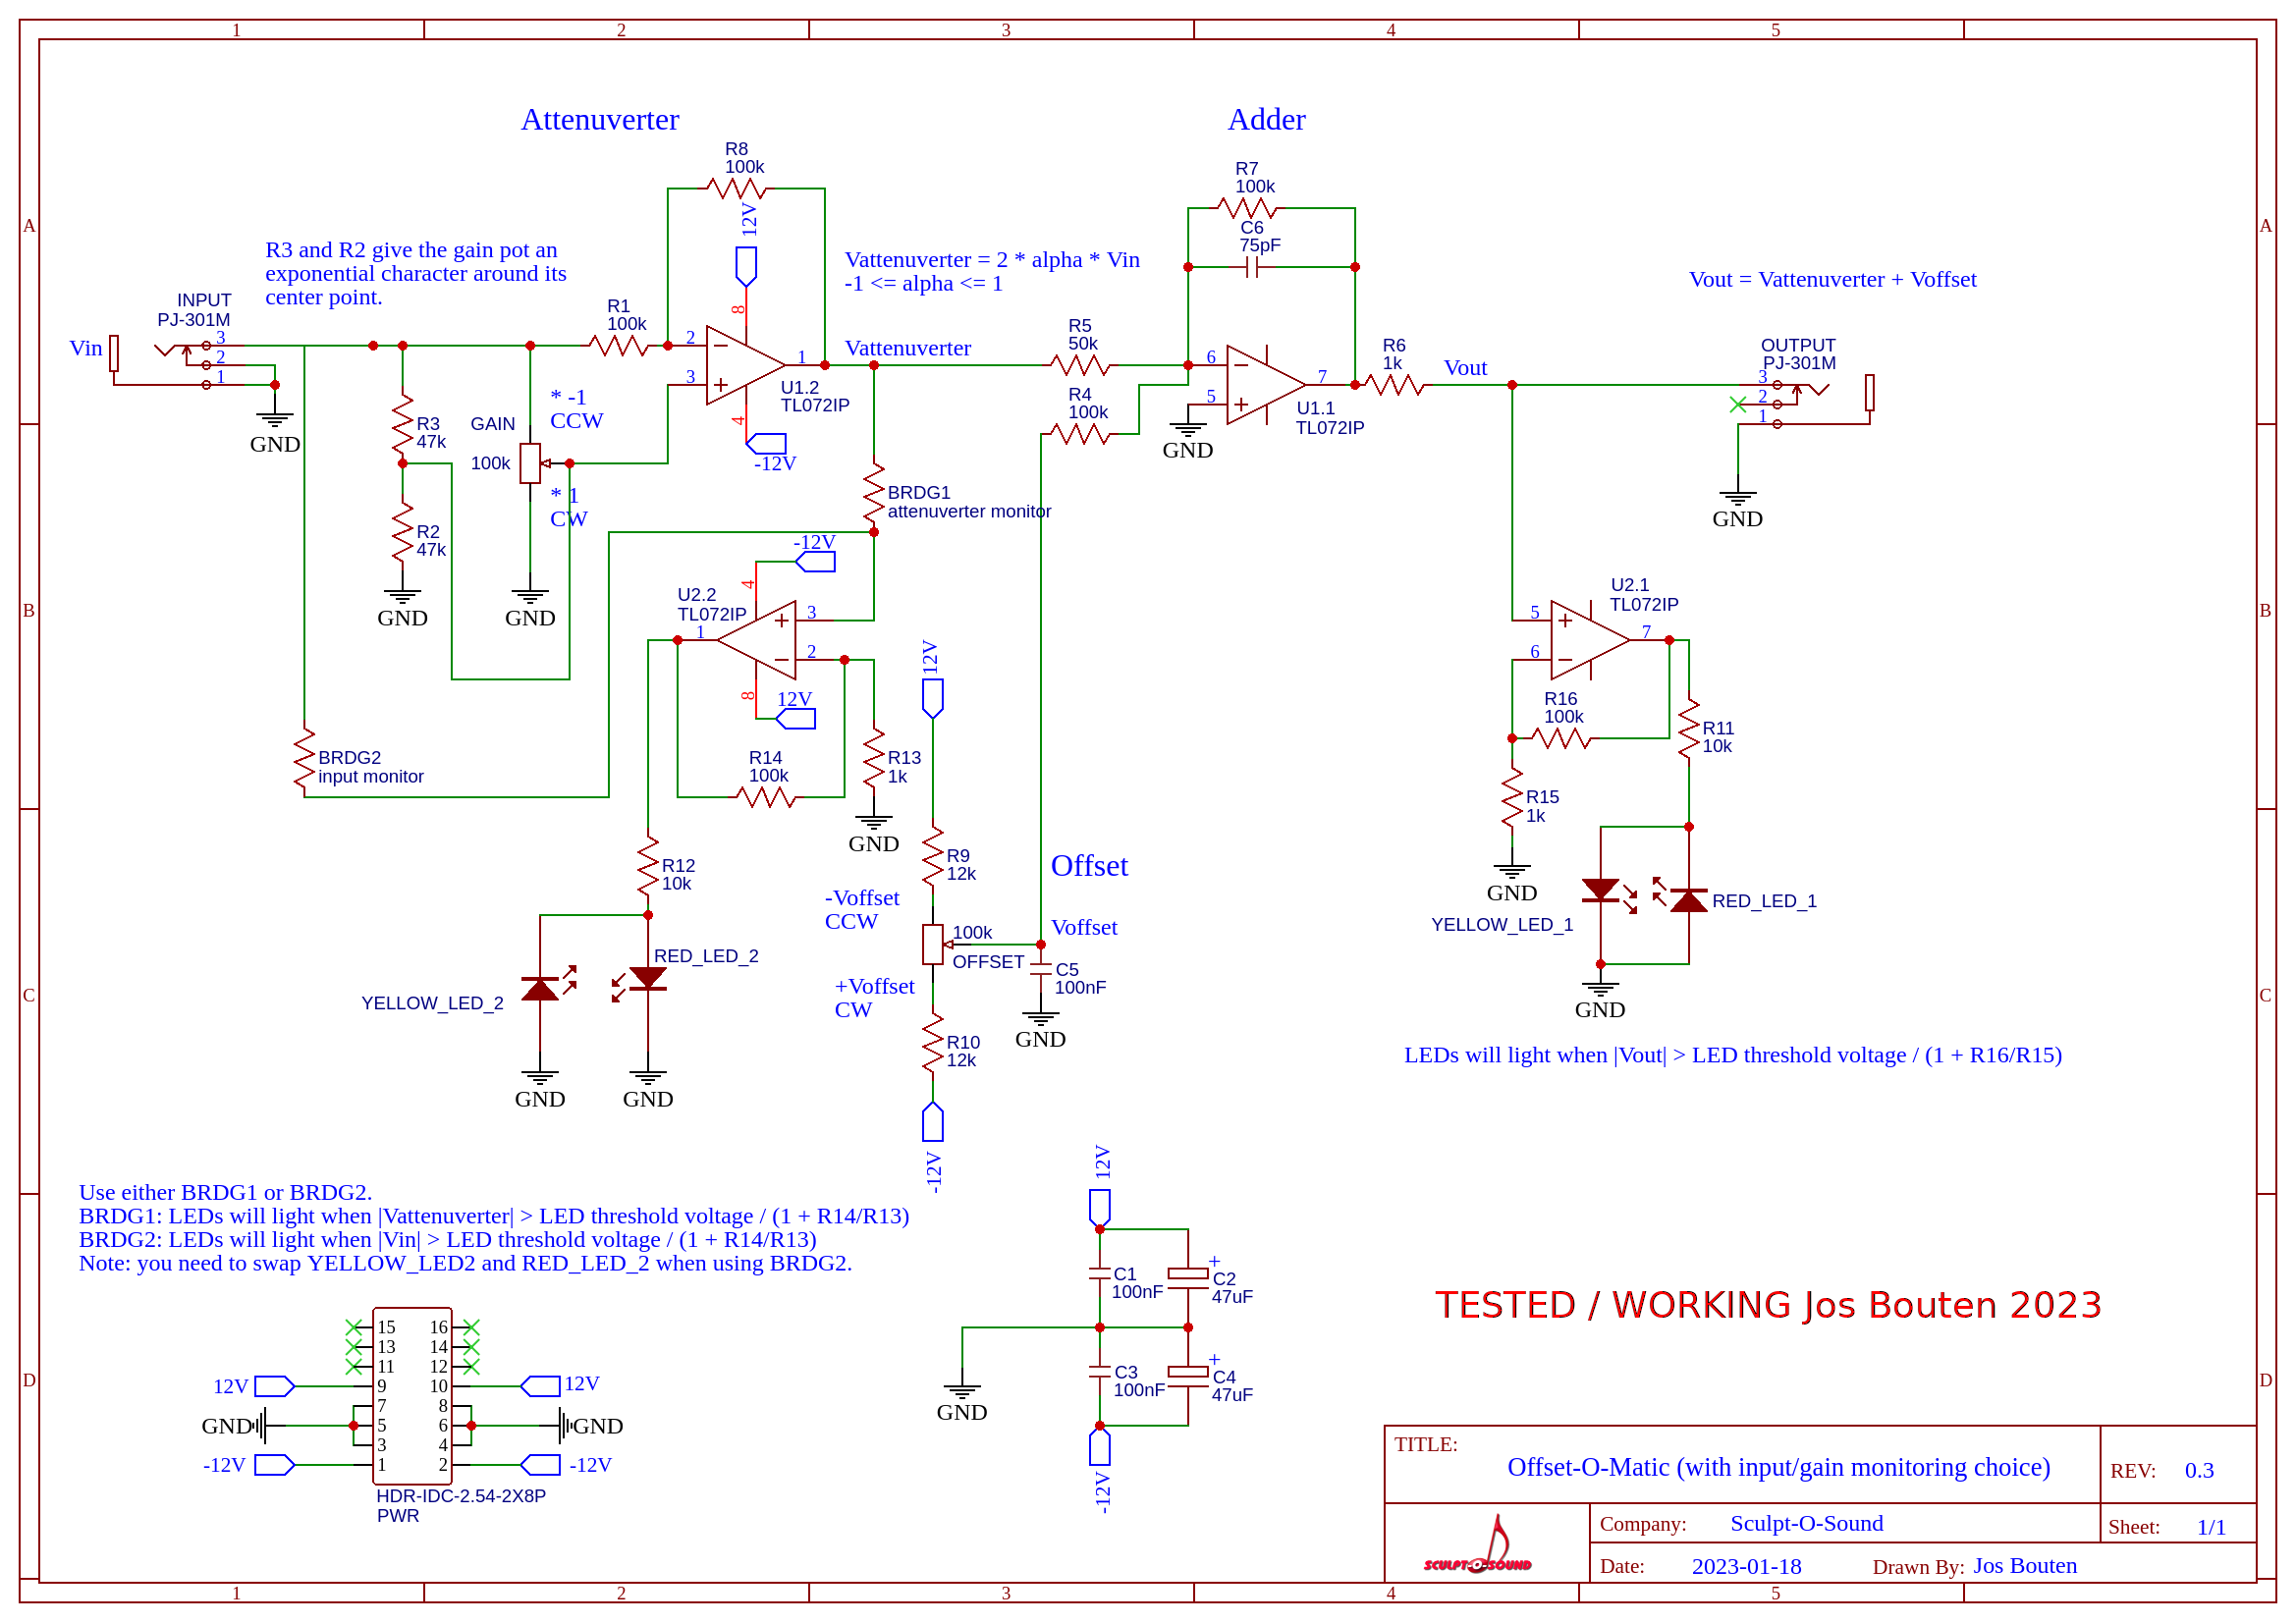 1 2 3 4 5
A A
B B
C C
D D
1 2 3 4 5
Attenuverter
Adder
Offset
R3 and R2 give the gain pot an
exponential character around its
center point.
INPUT
PJ-301M
Vin
3
2
1
GND
R3
47k
R2
47k
GND
GAIN
100k
* -1
CCW
* 1
CW
GND
R1
100k
R8
100k
12V
8
2
3
1
4
-12V
U1.2
TL072IP
Vattenuverter = 2 * alpha * Vin
-1 <= alpha <= 1
Vattenuverter
R5
50k
R4
100k
R7
100k
C6
75pF
6
5
7
GND
U1.1
TL072IP
R6
1k
Vout
Vout = Vattenuverter + Voffset
OUTPUT
PJ-301M
3
2
1
GND
BRDG1
attenuverter monitor
-12V
4
U2.2
TL072IP
1
3
2
8
12V
R14
100k
R13
1k
GND
BRDG2
input monitor
R12
10k
YELLOW_LED_2
RED_LED_2
GND
GND
12V
R9
12k
-Voffset
CCW
100k
OFFSET
+Voffset
CW
R10
12k
-12V
Voffset
C5
100nF
GND
U2.1
TL072IP
5
6
7
R16
100k
R11
10k
R15
1k
GND
YELLOW_LED_1
RED_LED_1
GND
LEDs will light when |Vout| > LED threshold voltage / (1 + R16/R15)
Use either BRDG1 or BRDG2.
BRDG1: LEDs will light when |Vattenuverter| > LED threshold voltage / (1 + R14/R13)
BRDG2: LEDs will light when |Vin| > LED threshold voltage / (1 + R14/R13)
Note: you need to swap YELLOW_LED2 and RED_LED_2 when using BRDG2.
15 16
13 14
11 12
12V 9 10 12V
7 8
GND 5 6 GND
3 4
-12V 1 2 -12V
HDR-IDC-2.54-2X8P
PWR
12V
C1
100nF
+
C2
47uF
C3
100nF
+
C4
47uF
GND
-12V
TESTED / WORKING Jos Bouten 2023
TITLE:
Offset-O-Matic (with input/gain monitoring choice)
REV: 0.3
SCULPT-O-SOUND
Company: Sculpt-O-Sound
Sheet: 1/1
Date: 2023-01-18
Drawn By: Jos Bouten